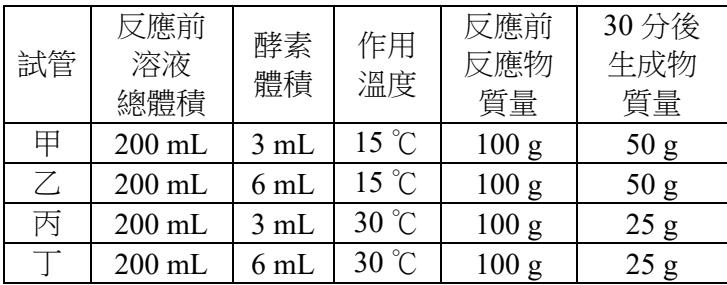 試管 反應前溶液總體積 酵素體積 作用溫度 反應前反應物質量 30 分後生成物質量
甲 200 mL 3 mL 15 ℃ 100 g 50 g
乙 200 mL 6 mL 15 ℃ 100 g 50 g
丙 200 mL 3 mL 30 ℃ 100 g 25 g
丁 200 mL 6 mL 30 ℃ 100 g 25 g